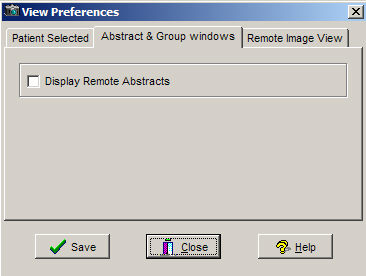 View Preferences
Patient Selected Abstract & Group windows Remote Image View
Display Remote Abstracts
Save Close Help